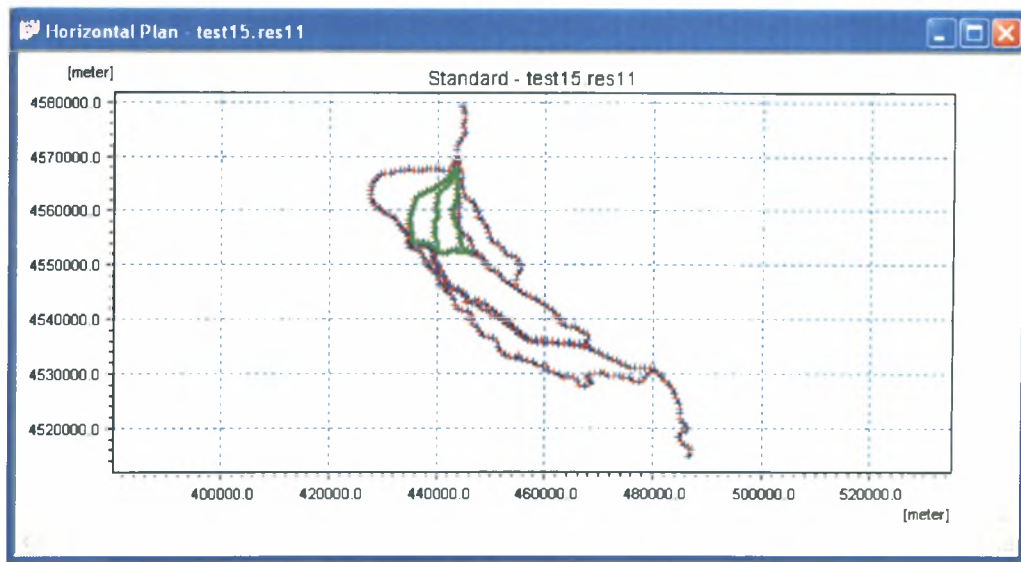 Horizontal Plan - test15.res11
[meter]
Standard - test15.res11
4580000.0
4570000.0
4560000.0
4550000.0
4540000.0
4530000.0
4520000.0
400000.0 420000.0 440000.0 460000.0 480000.0 500000.0 520000.0
[meter]